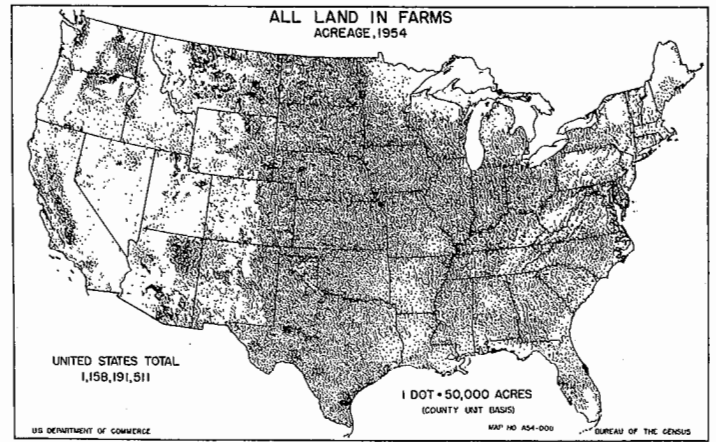 ALL LAND IN FARMS
ACREAGE, 1954
UNITED STATES TOTAL
1,158,191,511
1 DOT = 50,000 ACRES
(COUNTY UNIT BASIS)
US DEPARTMENT OF COMMERCE
MAP NO A54-000
BUREAU OF THE CENSUS